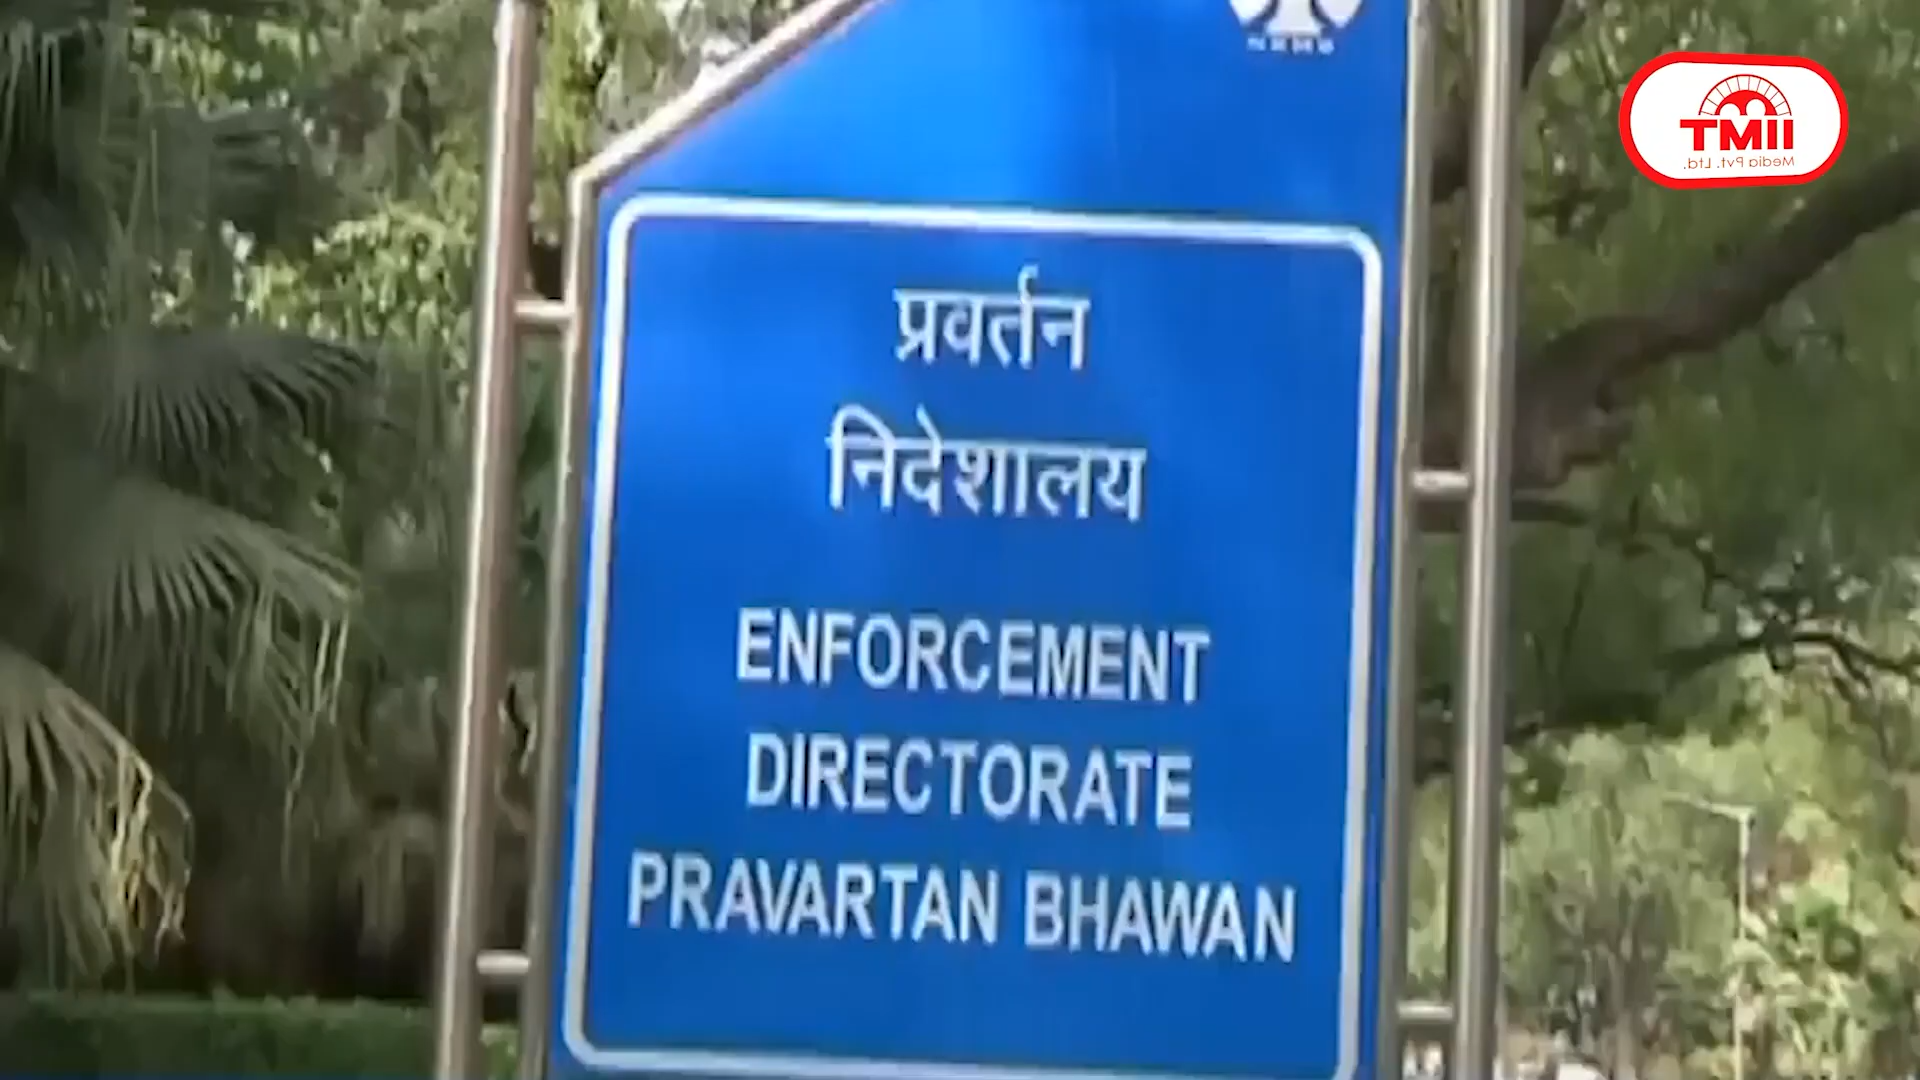 TMII
Media Pvt. Ltd.
प्रवर्तन
निदेशालय
ENFORCEMENT
DIRECTORATE
PRAVARTAN BHAWAN